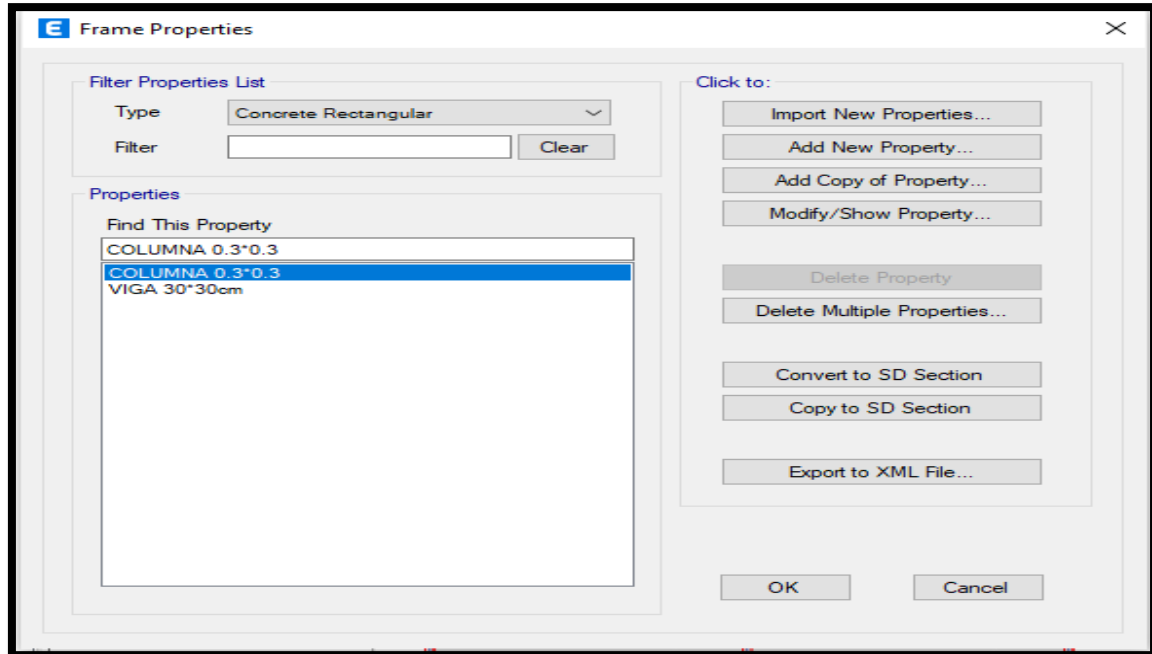 E Frame Properties
Filter Properties List
Type Concrete Rectangular
Filter Clear
Properties
Find This Property
COLUMNA 0.3*0.3
COLUMNA 0.3*0.3
VIGA 30*30cm
Click to:
Import New Properties...
Add New Property...
Add Copy of Property...
Modify/Show Property...
Delete Property
Delete Multiple Properties...
Convert to SD Section
Copy to SD Section
Export to XML File...
OK Cancel